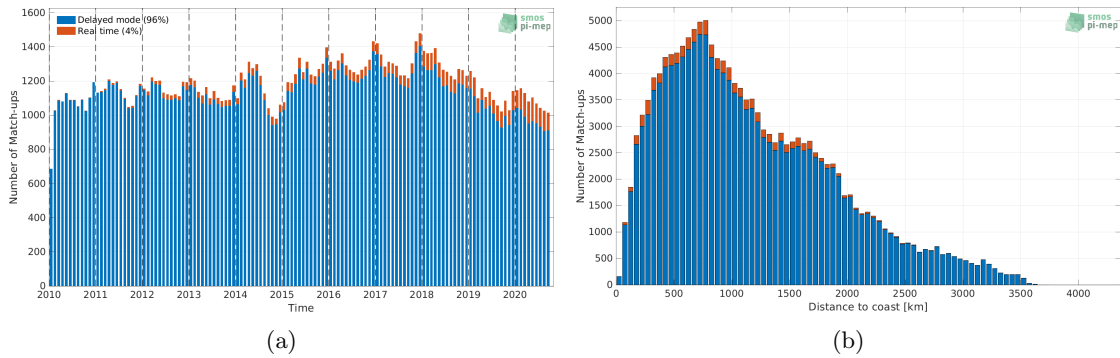 1600
1400
1200
1000
800
600
400
200
0
Number of Match-ups
Delayed mode (96%)
Real time (4%)
smos
pi-mep
2010 2011 2012 2013 2014 2015 2016 2017 2018 2019 2020
Time
(a)
5000
4500
4000
3500
3000
2500
2000
1500
1000
500
0
Number of Match-ups
smos
pi-mep
0 500 1000 1500 2000 2500 3000 3500 4000
Distance to coast [km]
(b)